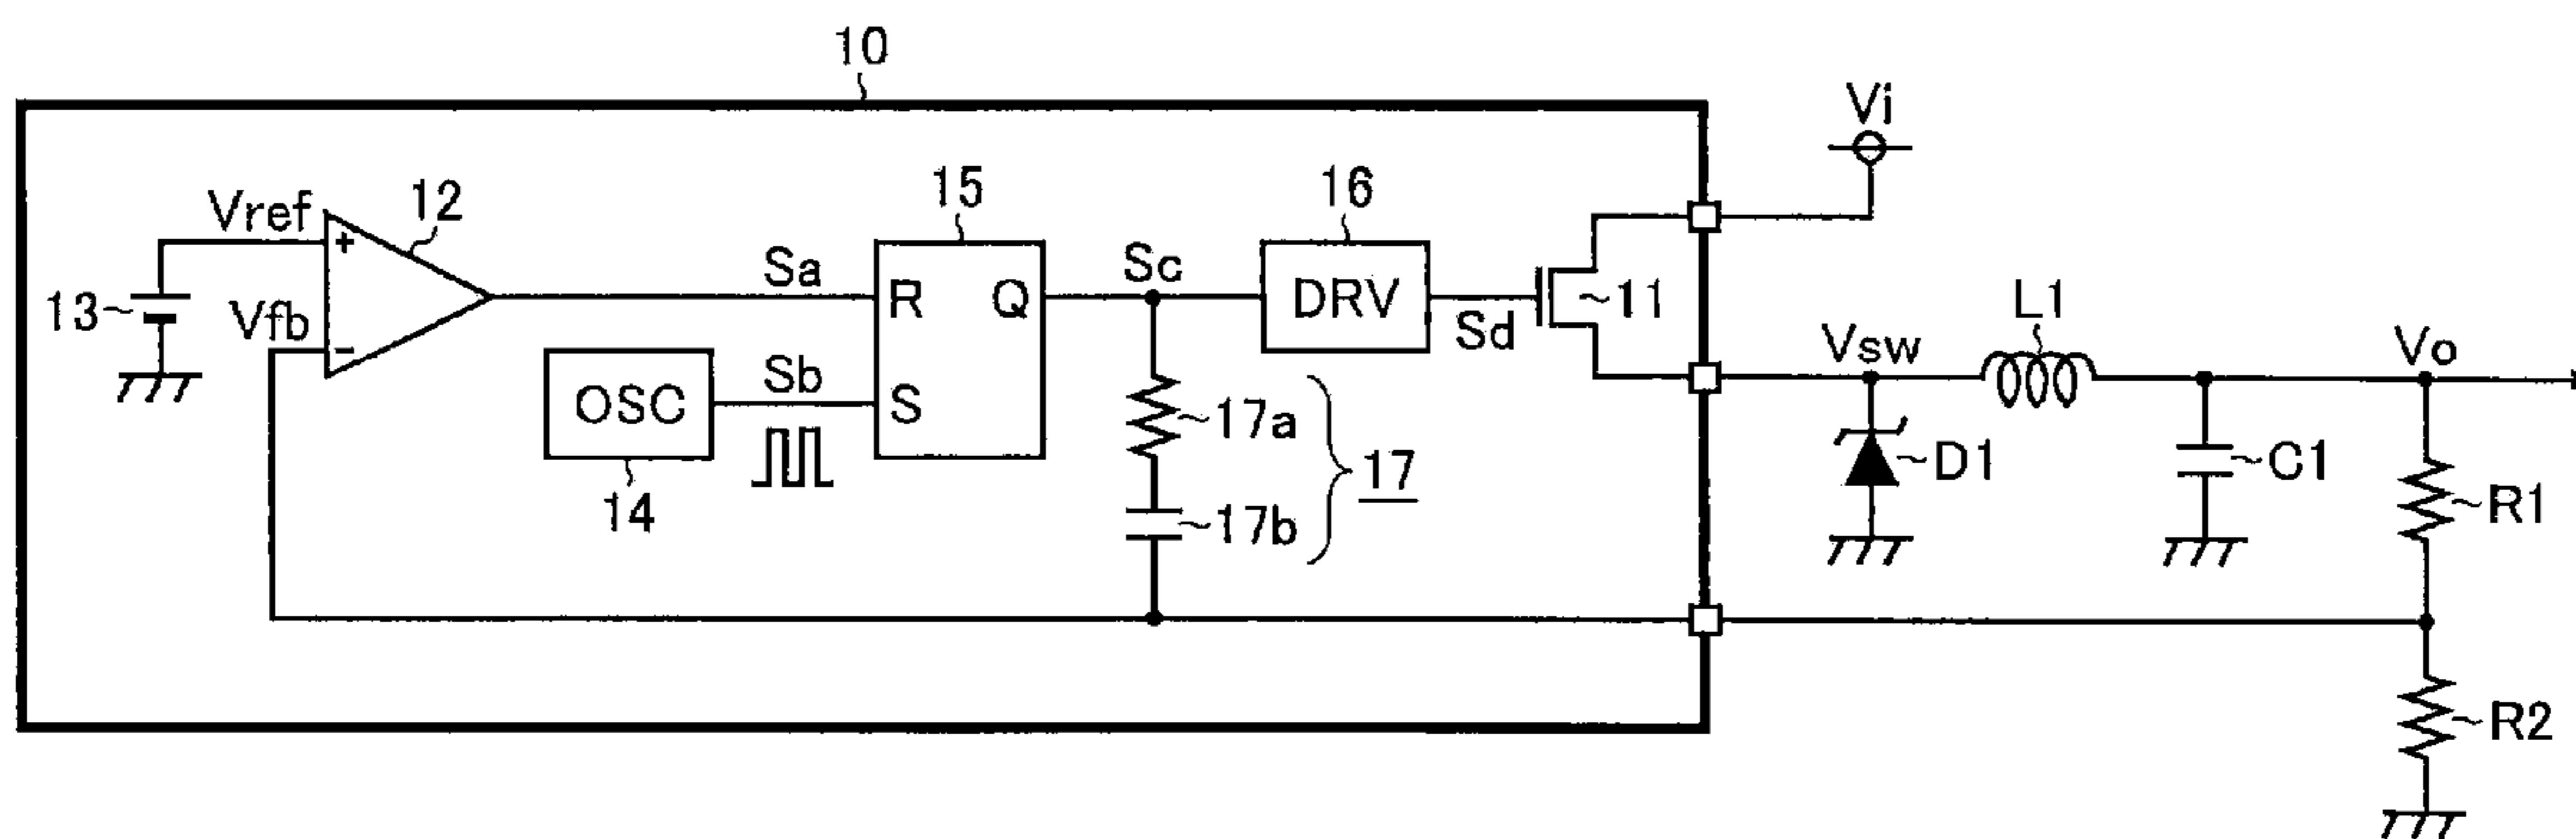 10
Vi
Vref
12
15
16
Sa
Sc
+
R
Q
DRV
11
13
Vfb
-
Sd
L1
Vsw
Vo
OSC
Sb
S
17a
17
D1
C1
R1
14
17b
R2